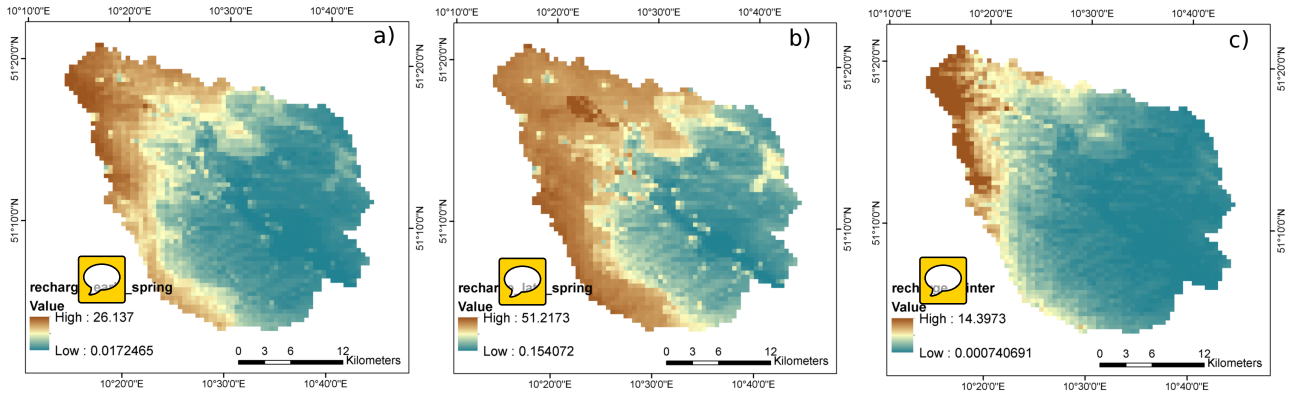 10°10'0"E 10°20'0"E 10°30'0"E 10°40'0"E
a)
51°20'0"N
51°20'0"N
51°10'0"N
51°10'0"N
spring
Value
High : 26.137
Low : 0.0172465
0 3 6 12
Kilometers
10°20'0"E 10°30'0"E 10°40'0"E
10°10'0"E 10°20'0"E 10°30'0"E 10°40'0"E
b)
51°20'0"N
51°20'0"N
51°10'0"N
51°10'0"N
spring
Value
High : 51.2173
Low : 0.154072
0 3 6 12
Kilometers
10°20'0"E 10°30'0"E 10°40'0"E
10°10'0"E 10°20'0"E 10°30'0"E 10°40'0"E
c)
51°20'0"N
51°20'0"N
51°10'0"N
51°10'0"N
Value
High : 14.3973
Low : 0.000740691
0 3 6 12
Kilometers
10°20'0"E 10°30'0"E 10°40'0"E